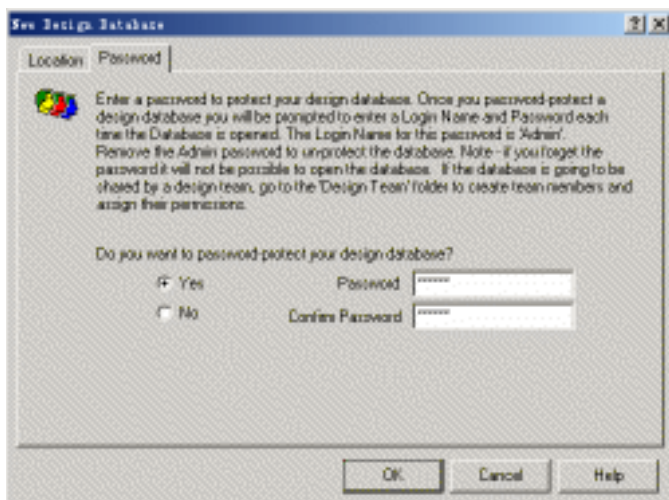 New Design Database
Location Password
Enter a password to protect your design database. Once you password-protect a
design database you will be prompted to enter a Login Name and Password each
time the Database is opened. The Login Name for this password is 'Admin'.
Remove the Admin password to un-protect the database. Note - if you forget the
password it will not be possible to open the database. If the database is going to be
shared by a design team, go to the 'Design Team' folder to create team members and
assign their permissions.
Do you want to password-protect your design database?
Yes Password ******
No Confirm Password ******
OK Cancel Help